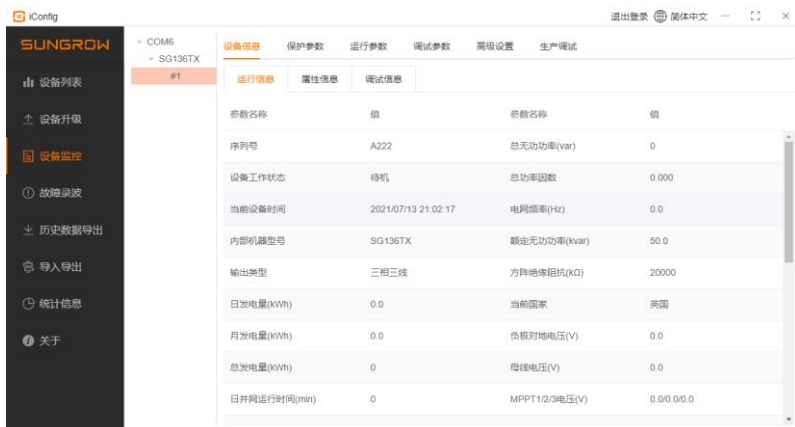 iConfig 退出登录 简体中文
SUNGROW
设备列表
设备升级
设备监控
故障录波
历史数据导出
导入导出
统计信息
关于
COM6
SG136TX
#1
设备信息 保护参数 运行参数 调试参数 高级设置 生产调试
运行信息 属性信息 调试信息
参数名称 值 参数名称 值
序列号 A222 总无功功率(var) 0
设备工作状态 待机 总功率因数 0.000
当前设备时间 2021/07/13 21:02:17 电网频率(Hz) 0.0
内部机器型号 SG136TX 额定无功功率(kvar) 50.0
输出类型 三相三线 方阵绝缘阻抗(kΩ) 20000
日发电量(kWh) 0.0 当前国家 英国
月发电量(kWh) 0.0 负极对地电压(V) 0.0
总发电量(kWh) 0 母线电压(V) 0.0
日并网运行时间(min) 0 MPPT1/2/3电压(V) 0.0/0.0/0.0